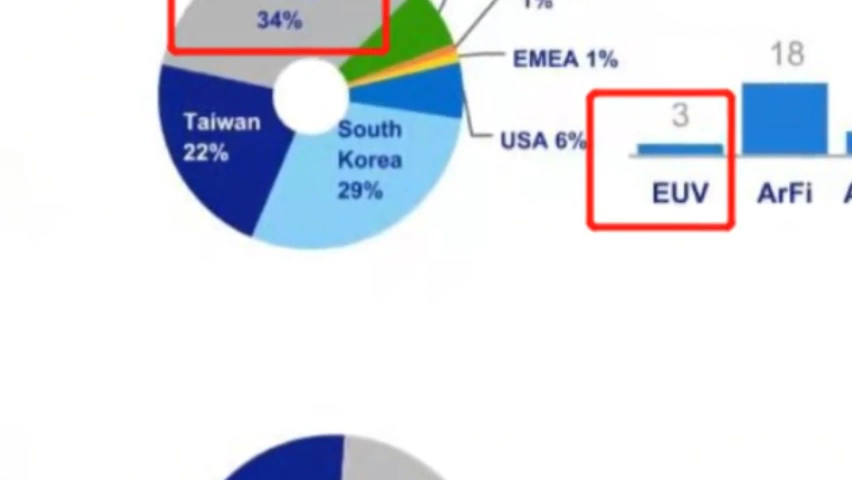 34%
1%
EMEA 1%
18
Taiwan
22%
South
Korea
29%
USA 6%
3
EUV
ArFi